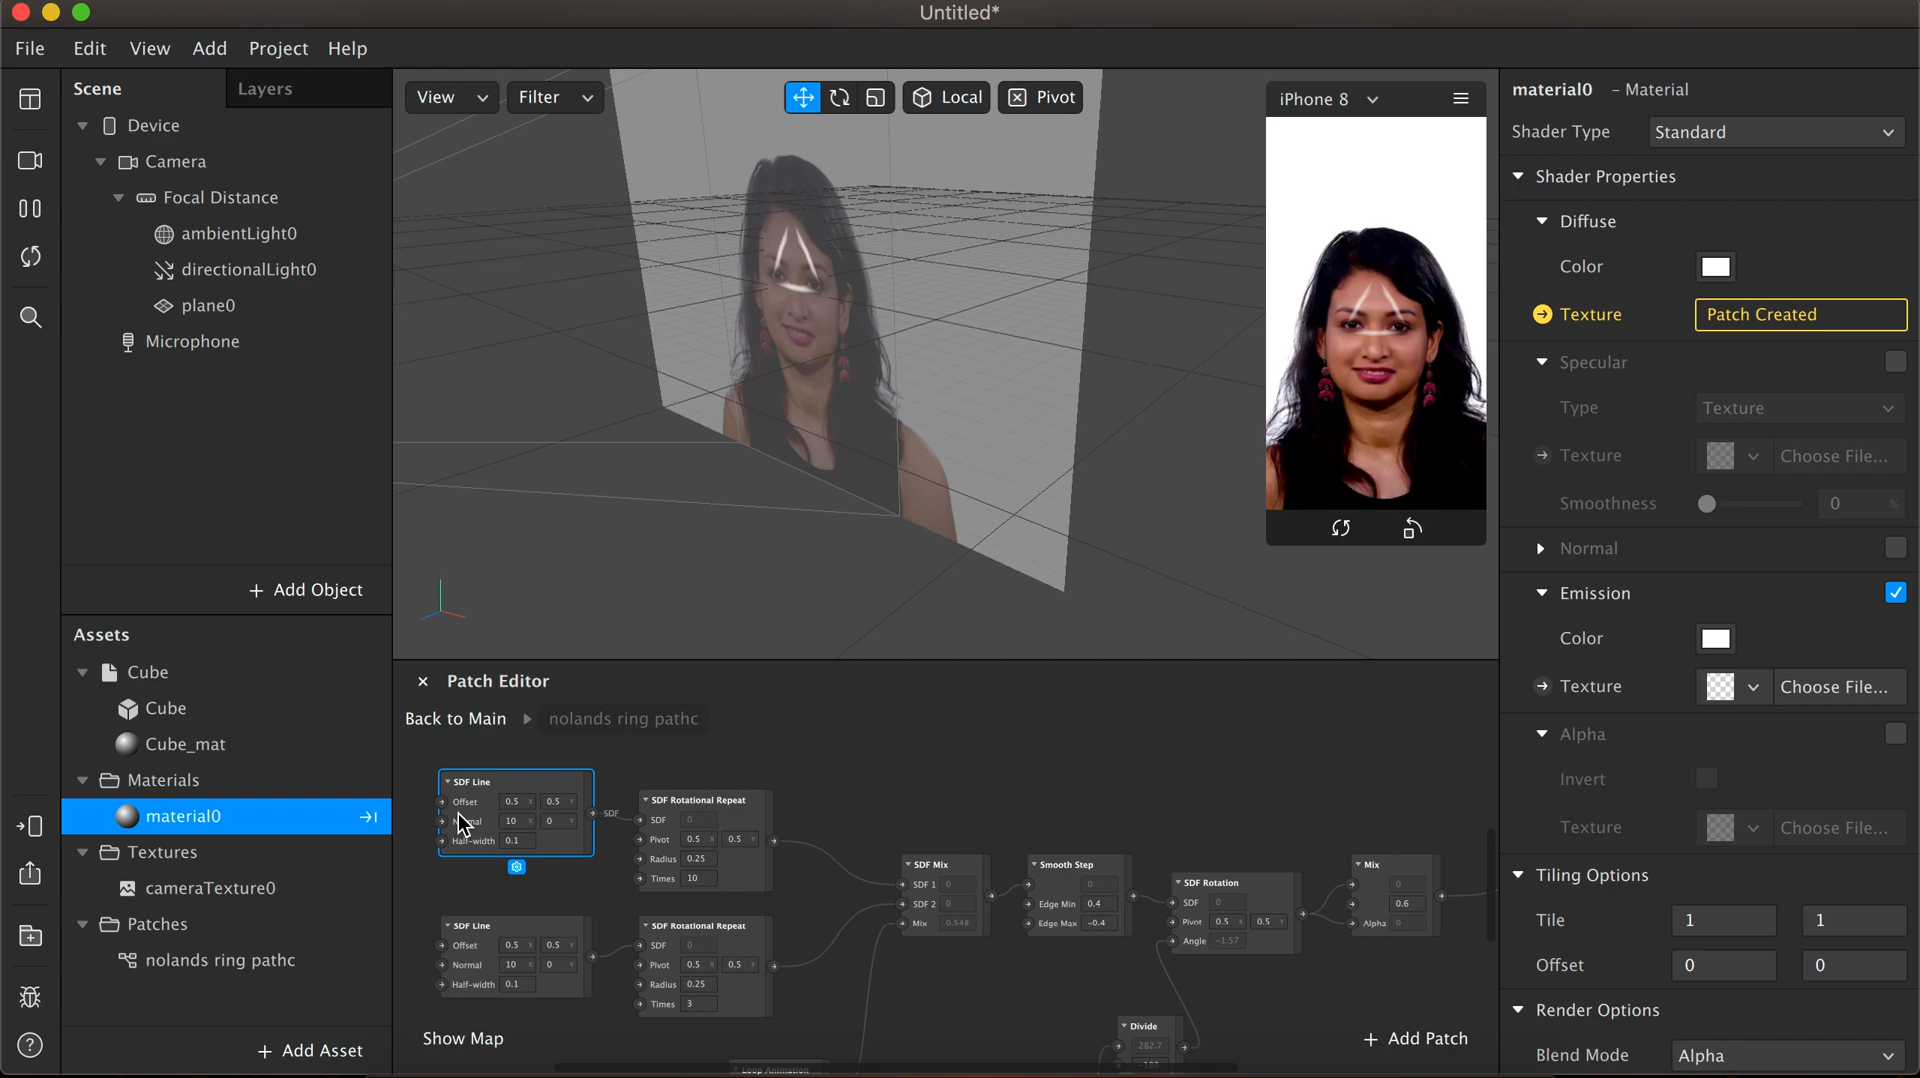 Untitled*
File Edit View Add Project Help
Scene Layers
Device
Camera
Focal Distance
ambientLight0
directionalLight0
plane0
Microphone
+ Add Object
Assets
Cube
Cube
Cube_mat
Materials
material0
Textures
cameraTexture0
Patches
nolands ring pathc
+ Add Asset
View Filter Local Pivot
iPhone 8
Patch Editor
Back to Main nolands ring pathc
SDF Line
Offset 0.5 X 0.5 Y
10 X 0 Y
Half-width 0.1
SDF
SDF Rotational Repeat
SDF 0
Pivot 0.5 X 0.5 Y
Radius 0.25
Times 10
SDF Line
Offset 0.5 X 0.5 Y
Normal 10 X 0 Y
Half-width 0.1
SDF Rotational Repeat
SDF 0
Pivot 0.5 X 0.5 Y
Radius 0.25
Times 3
SDF Mix
SDF 1 0
SDF 2 0
Mix 0.548
Smooth Step
0
Edge Min 0.4
Edge Max -0.4
SDF Rotation
SDF 0
Pivot 0.5 X 0.5 Y
Angle -1.57
Mix
0
0.6
Alpha 0
Divide
282.7
-180
Loop Animation
Show Map
+ Add Patch
material0 - Material
Shader Type Standard
Shader Properties
Diffuse
Color
Texture Patch Created
Specular
Type Texture
Texture Choose File...
Smoothness 0 %
Normal
Emission
Color
Texture Choose File...
Alpha
Invert
Texture Choose File...
Tiling Options
Tile 1 1
Offset 0 0
Render Options
Blend Mode Alpha